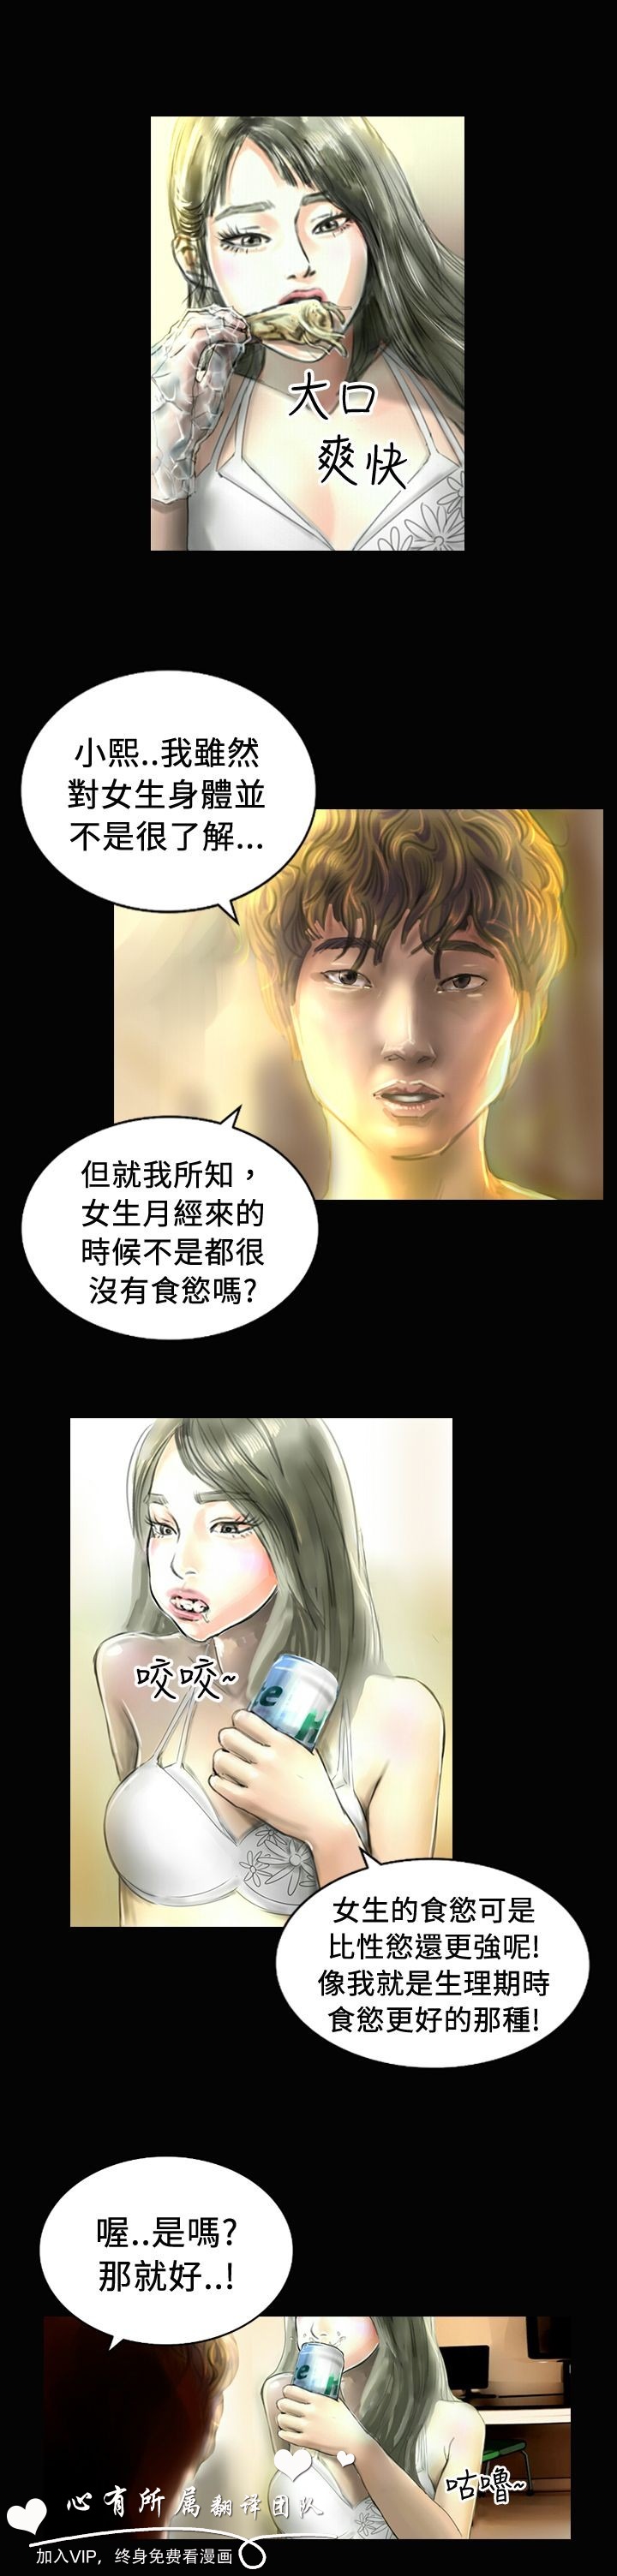 大口
爽快
小熙..我雖然
對女生身體並
不是很了解...
但就我所知，
女生月經來的
時候不是都很
沒有食慾嗎?
咬咬~
te
H
女生的食慾可是
比性慾還更強呢!
像我就是生理期時
食慾更好的那種!
喔..是嗎?
那就好..!
te
H
咕嚕~
心有所属翻译团队
加入VIP，终身免费看漫画